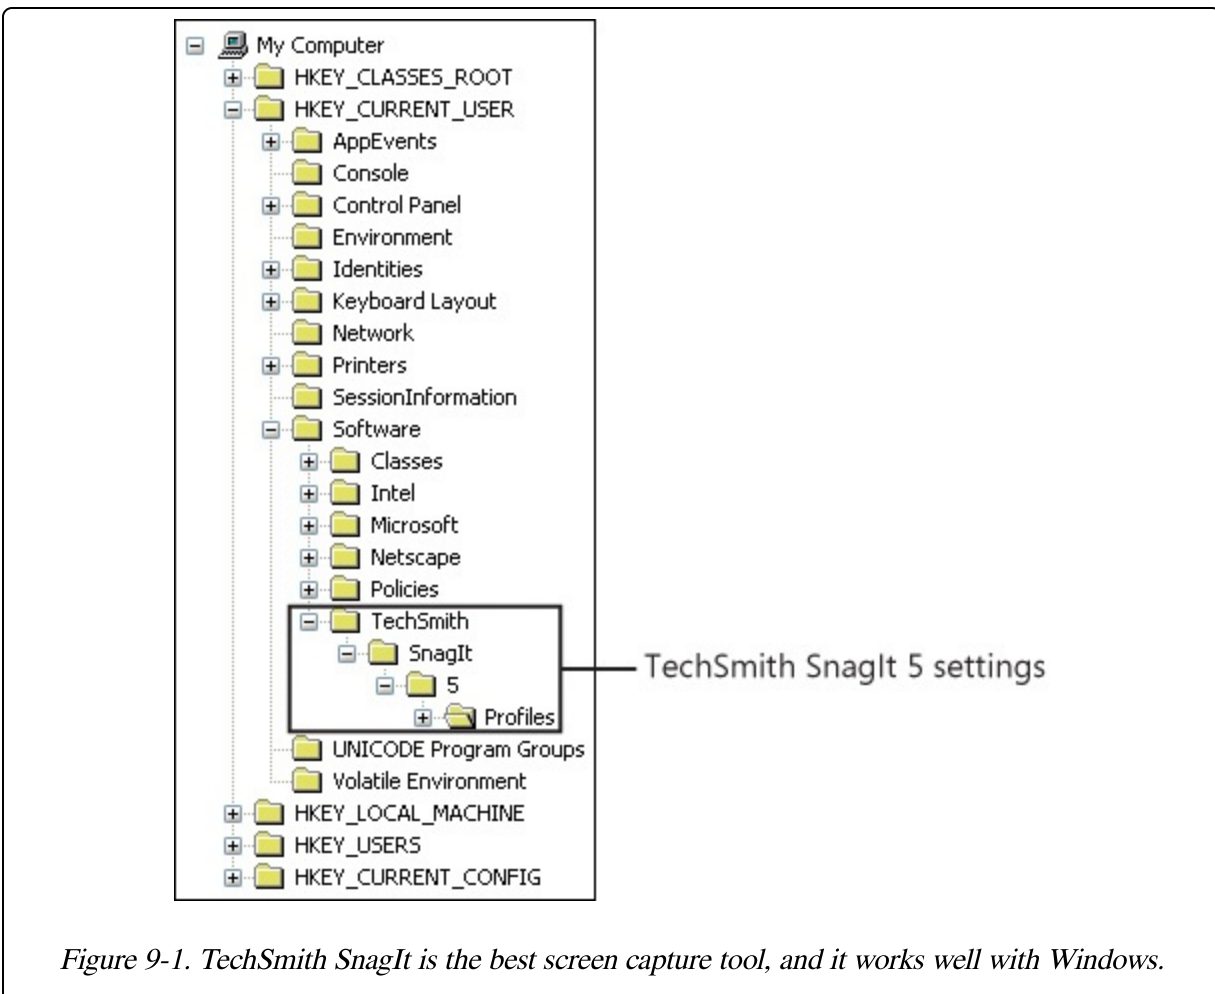 My Computer
HKEY_CLASSES_ROOT
HKEY_CURRENT_USER
AppEvents
Console
Control Panel
Environment
Identities
Keyboard Layout
Network
Printers
SessionInformation
Software
Classes
Intel
Microsoft
Netscape
Policies
TechSmith
SnagIt
5
Profiles
TechSmith SnagIt 5 settings
UNICODE Program Groups
Volatile Environment
HKEY_LOCAL_MACHINE
HKEY_USERS
HKEY_CURRENT_CONFIG
Figure 9-1. TechSmith SnagIt is the best screen capture tool, and it works well with Windows.